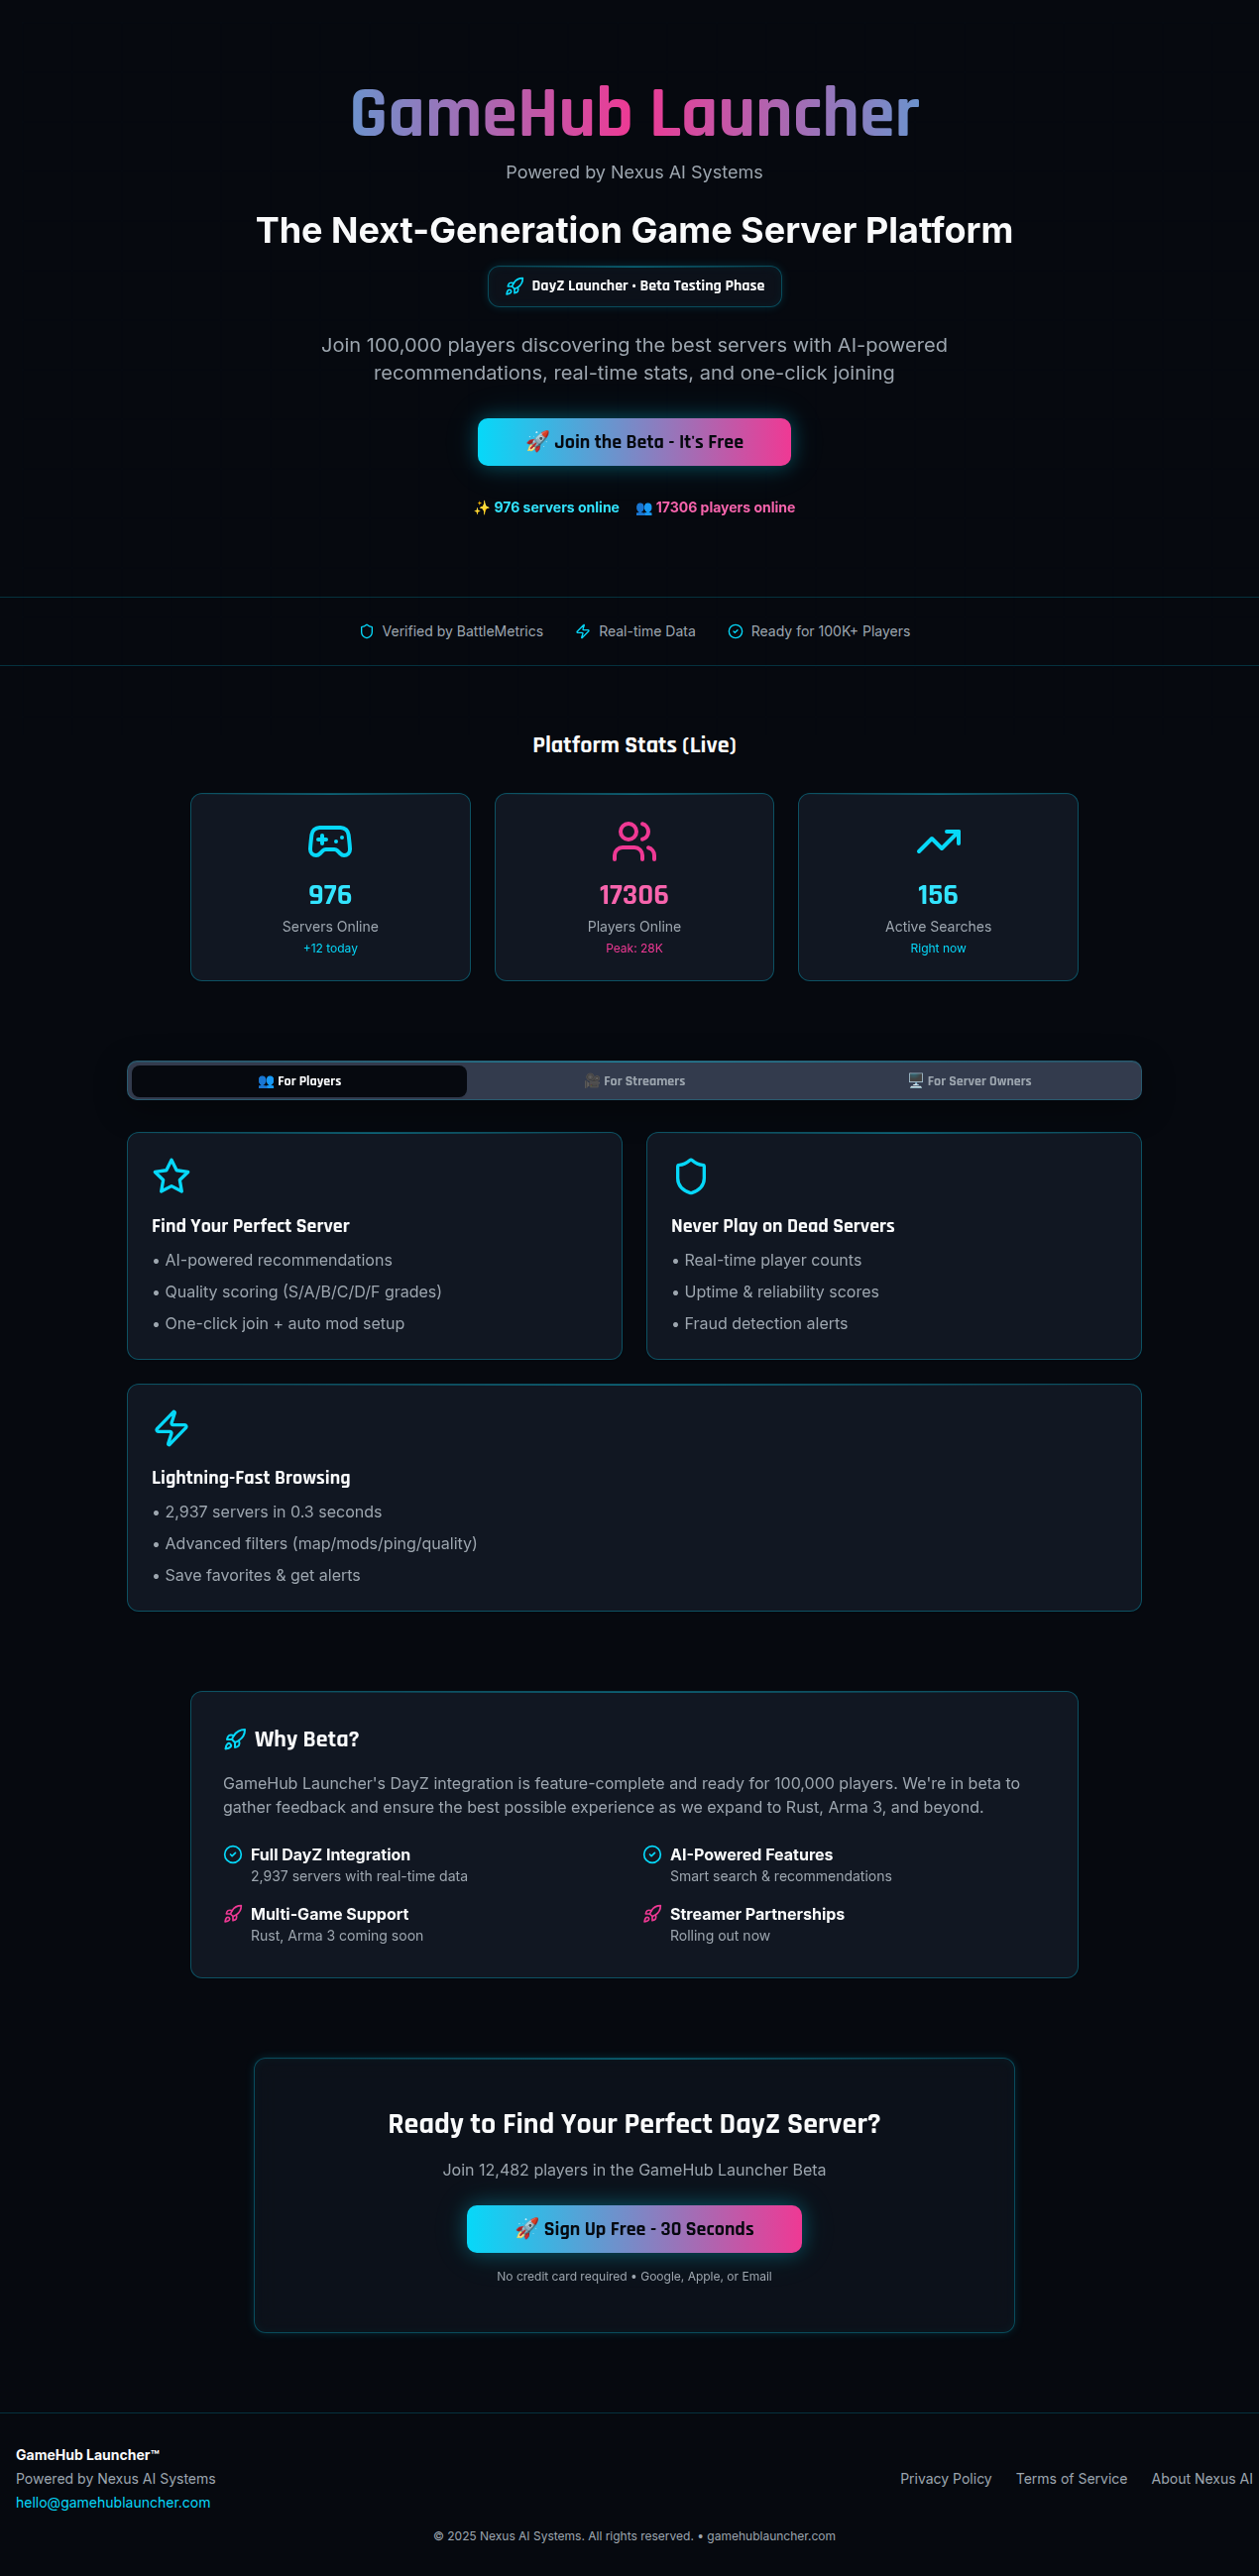 GameHub Launcher
Powered by Nexus AI Systems
The Next-Generation Game Server Platform
DayZ Launcher • Beta Testing Phase
Join 100,000 players discovering the best servers with AI-powered
recommendations, real-time stats, and one-click joining
🚀 Join the Beta - It's Free
✨ 976 servers online 👥 17306 players online
Verified by BattleMetrics Real-time Data Ready for 100K+ Players
Platform Stats (Live)
976
Servers Online
+12 today
17306
Players Online
Peak: 28K
156
Active Searches
Right now
👥 For Players 🎥 For Streamers 🖥️ For Server Owners
Find Your Perfect Server
• AI-powered recommendations
• Quality scoring (S/A/B/C/D/F grades)
• One-click join + auto mod setup
Never Play on Dead Servers
• Real-time player counts
• Uptime & reliability scores
• Fraud detection alerts
Lightning-Fast Browsing
• 2,937 servers in 0.3 seconds
• Advanced filters (map/mods/ping/quality)
• Save favorites & get alerts
Why Beta?
GameHub Launcher's DayZ integration is feature-complete and ready for 100,000 players. We're in beta to
gather feedback and ensure the best possible experience as we expand to Rust, Arma 3, and beyond.
Full DayZ Integration
2,937 servers with real-time data
AI-Powered Features
Smart search & recommendations
Multi-Game Support
Rust, Arma 3 coming soon
Streamer Partnerships
Rolling out now
Ready to Find Your Perfect DayZ Server?
Join 12,482 players in the GameHub Launcher Beta
🚀 Sign Up Free - 30 Seconds
No credit card required • Google, Apple, or Email
GameHub Launcher™
Powered by Nexus AI Systems
hello@gamehublauncher.com
Privacy Policy Terms of Service About Nexus AI
© 2025 Nexus AI Systems. All rights reserved. • gamehublauncher.com